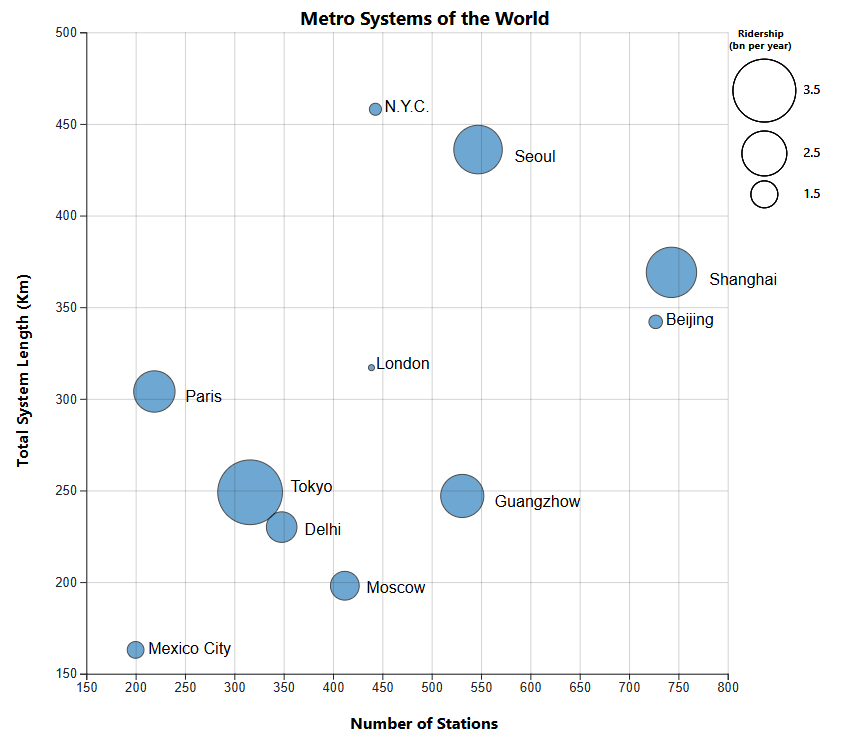 Metro Systems of the World
Ridership
(bn per year)
3.5
2.5
1.5
500
450
400
350
300
250
200
150
Total System Length (Km)
N.Y.C.
Seoul
Shanghai
Beijing
London
Paris
Tokyo
Guangzhow
Delhi
Moscow
Mexico City
150 200 250 300 350 400 450 500 550 600 650 700 750 800
Number of Stations